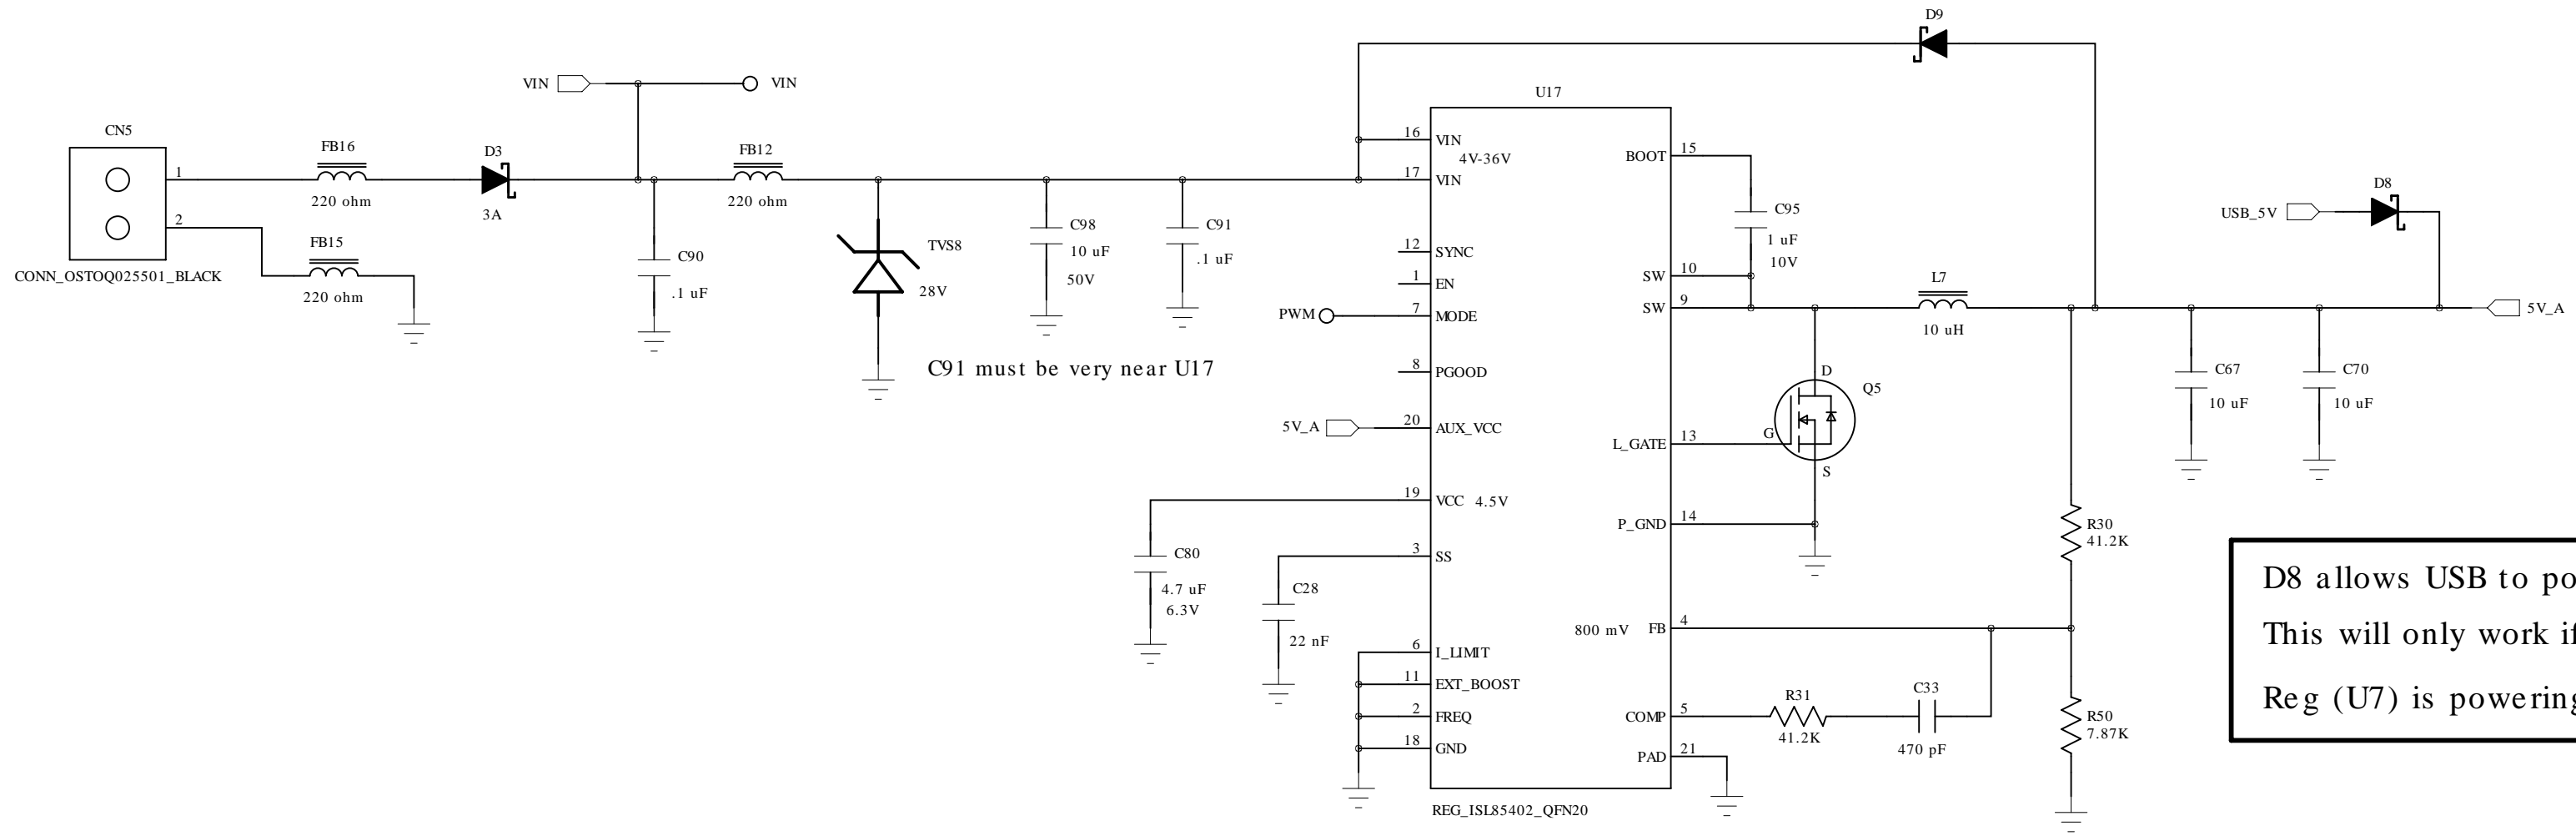 D9
VIN
VIN
U17
CN5
FB16
D3
FB12
1
220 ohm
3A
220 ohm
2
FB15
CONN_OSTOQ025501_BLACK
220 ohm
C90
.1 uF
TVS8
28V
C98
10 uF
50V
C91
.1 uF
C91 must be very near U17
16
VIN
4V-36V
17
VIN
12
SYNC
1
EN
PWM
7
MODE
8
PGOOD
5V_A
20
AUX_VCC
19
VCC 4.5V
3
SS
C80
4.7 uF
6.3V
C28
22 nF
6
I_LIMIT
11
EXT_BOOST
2
FREQ
18
GND
REG_ISL85402_QFN20
BOOT
15
C95
1 uF
10V
SW
10
SW
9
L7
10 uH
D
Q5
G
S
L_GATE
13
P_GND
14
800 mV
FB
4
COMP
5
R31
41.2K
C33
470 pF
PAD
21
R30
41.2K
R50
7.87K
D8
USB_5V
5V_A
C67
10 uF
C70
10 uF
D8 allows USB to po
This will only work if
Reg (U7) is powering